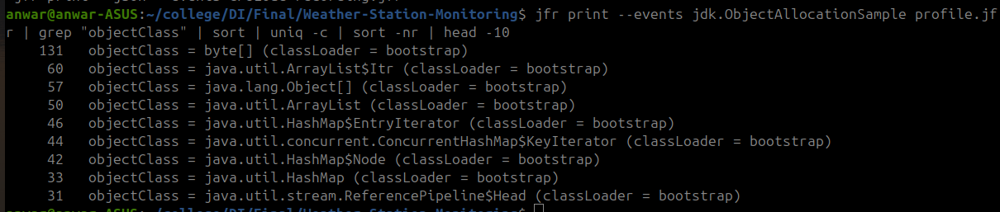 anwar@anwar-ASUS:~/college/DI/Final/Weather-Station-Monitoring$ jfr print --events jdk.ObjectAllocationSample profile.jf
r | grep "objectClass" | sort | uniq -c | sort -nr | head -10
131 objectClass = byte[] (classLoader = bootstrap)
60 objectClass = java.util.ArrayList$Itr (classLoader = bootstrap)
57 objectClass = java.lang.Object[] (classLoader = bootstrap)
50 objectClass = java.util.ArrayList (classLoader = bootstrap)
46 objectClass = java.util.HashMap$EntryIterator (classLoader = bootstrap)
44 objectClass = java.util.concurrent.ConcurrentHashMap$KeyIterator (classLoader = bootstrap)
42 objectClass = java.util.HashMap$Node (classLoader = bootstrap)
33 objectClass = java.util.HashMap (classLoader = bootstrap)
31 objectClass = java.util.stream.ReferencePipeline$Head (classLoader = bootstrap)
anwar@anwar-ASUS:~/college/DI/Final/Weather-Station-Monitoring$